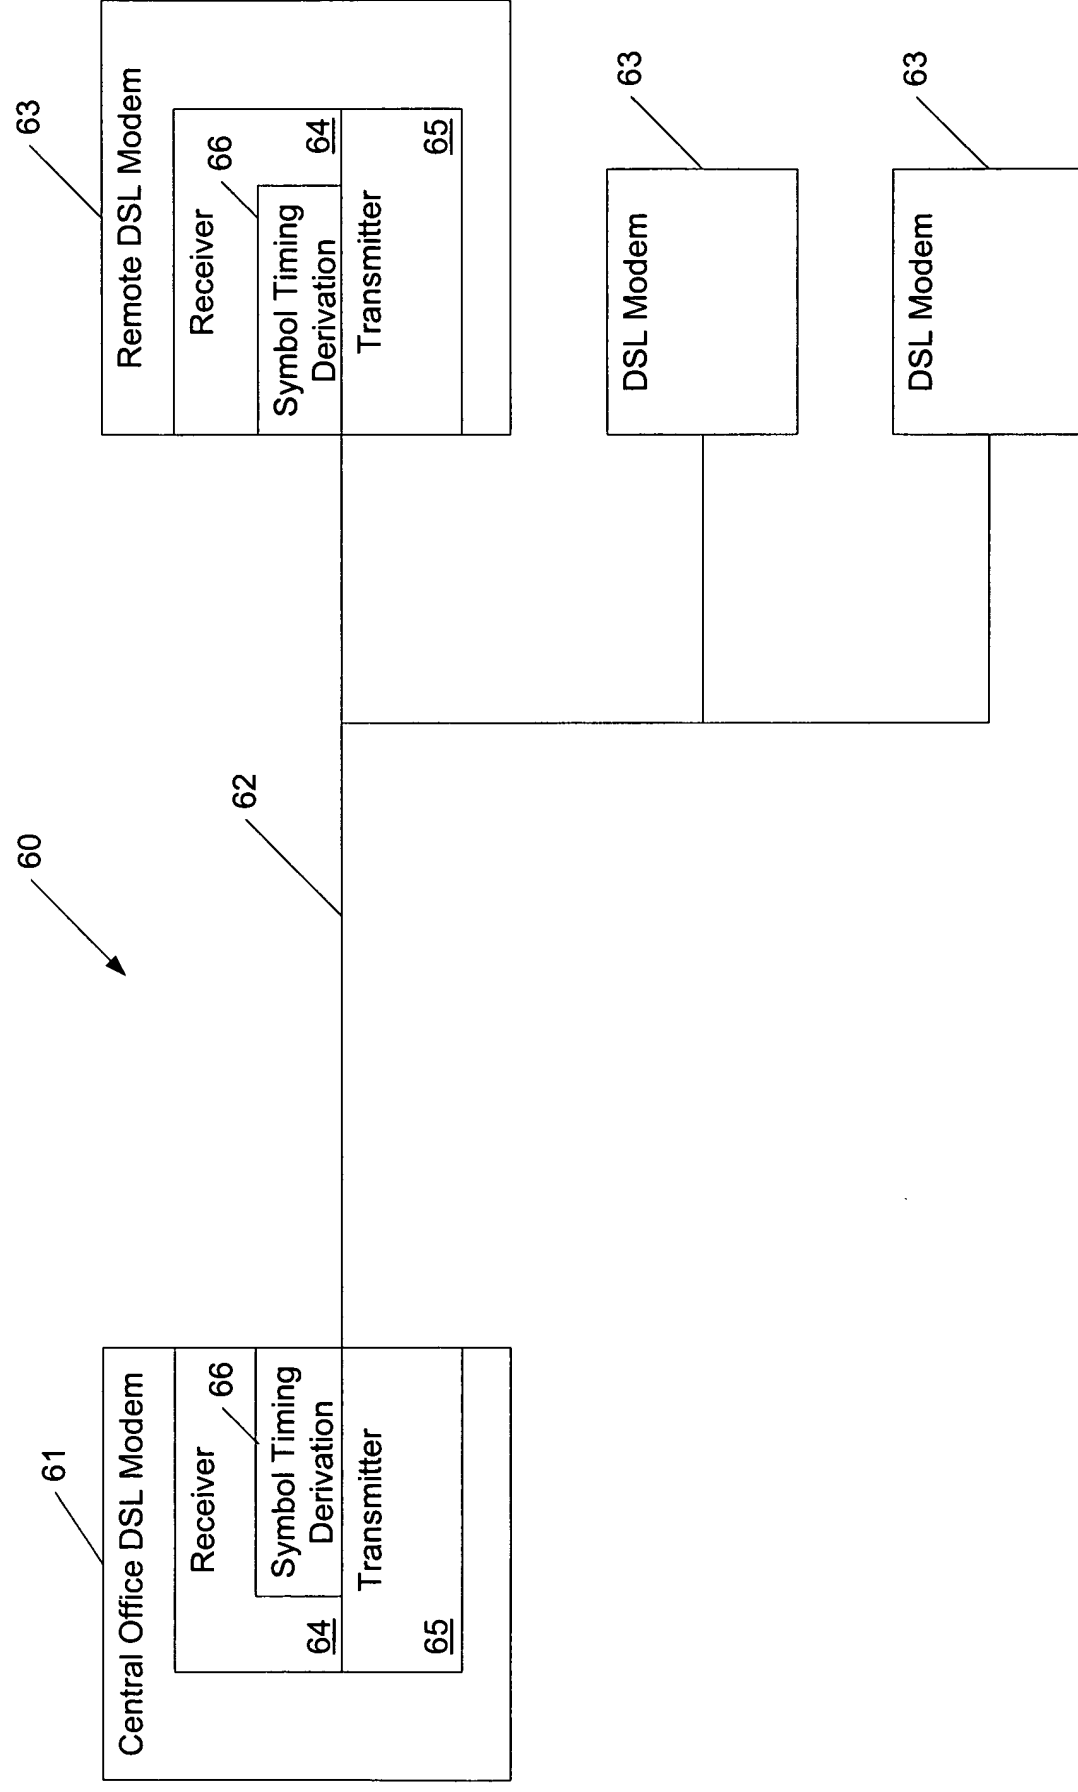 60
61
Central Office DSL Modem
Receiver
66
Symbol Timing
Derivation
64
Transmitter
65
62
63
Remote DSL Modem
Receiver
66
Symbol Timing
Derivation
64
Transmitter
65
DSL Modem
63
DSL Modem
63